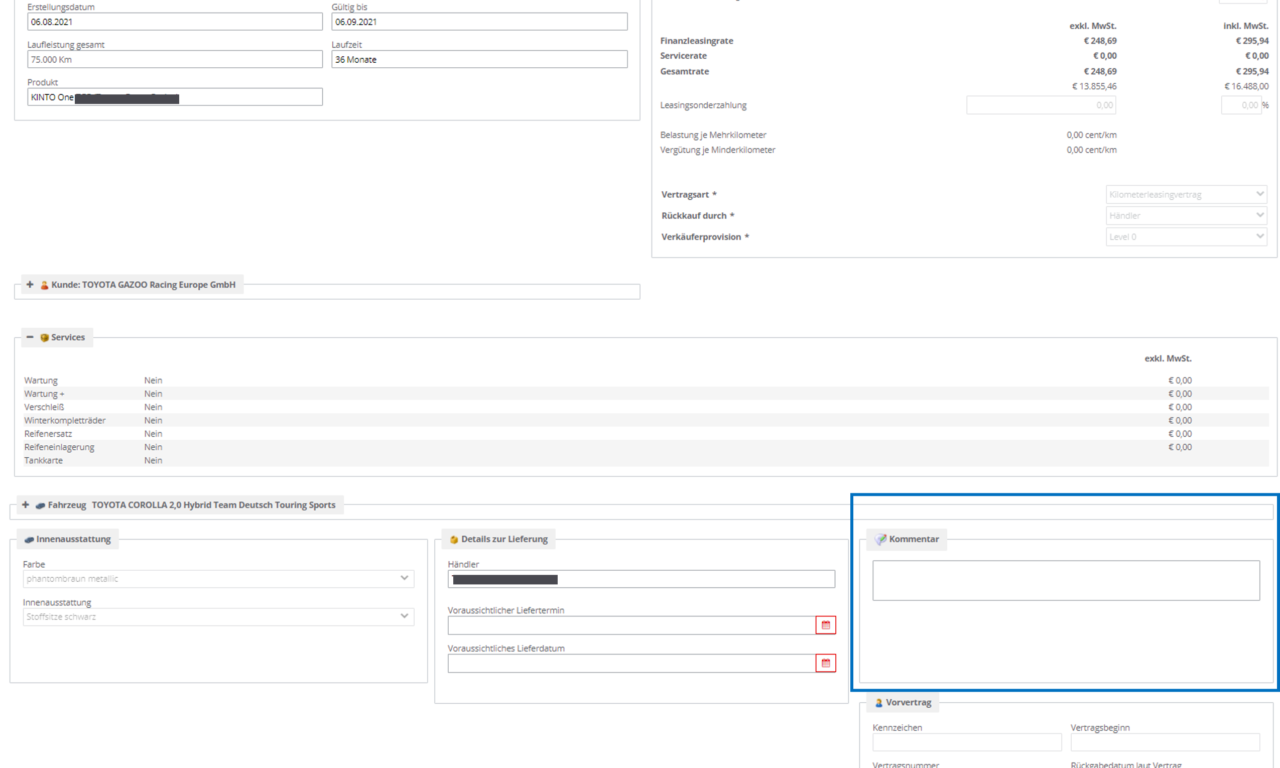 Erstellungsdatum
Gültig bis
06.08.2021
06.09.2021
Laufleistung gesamt
Laufzeit
75.000 Km
36 Monate
Produkt
KINTO One
exkl. MwSt.
inkl. MwSt.
Finanzleasingrate
€ 248,69
€ 295,94
Servicerate
€ 0,00
€ 0,00
Gesamtrate
€ 248,69
€ 295,94
€ 13.855,46
€ 16.488,00
Leasingsonderzahlung
0,00
0,00 %
Belastung je Mehrkilometer
0,00 cent/km
Vergütung je Minderkilometer
0,00 cent/km
Vertragsart *
Kilometerleasingvertrag
Rückkauf durch *
Händler
Verkäuferprovision *
Level 0
+ Kunde: TOYOTA GAZOO Racing Europe GmbH
− Services
exkl. MwSt.
Wartung Nein € 0,00
Wartung + Nein € 0,00
Verschleiß Nein € 0,00
Winterkompletträder Nein € 0,00
Reifenersatz Nein € 0,00
Reifeneinlagerung Nein € 0,00
Tankkarte Nein
+ Fahrzeug TOYOTA COROLLA 2,0 Hybrid Team Deutsch Touring Sports
Innenausstattung
Farbe
phantombraun metallic
Innenausstattung
Stoffsitze schwarz
Details zur Lieferung
Händler
Voraussichtlicher Liefertermin
Voraussichtliches Lieferdatum
Kommentar
Vorvertrag
Kennzeichen
Vertragsbeginn
Vertragsnummer
Rückgabedatum laut Vertrag